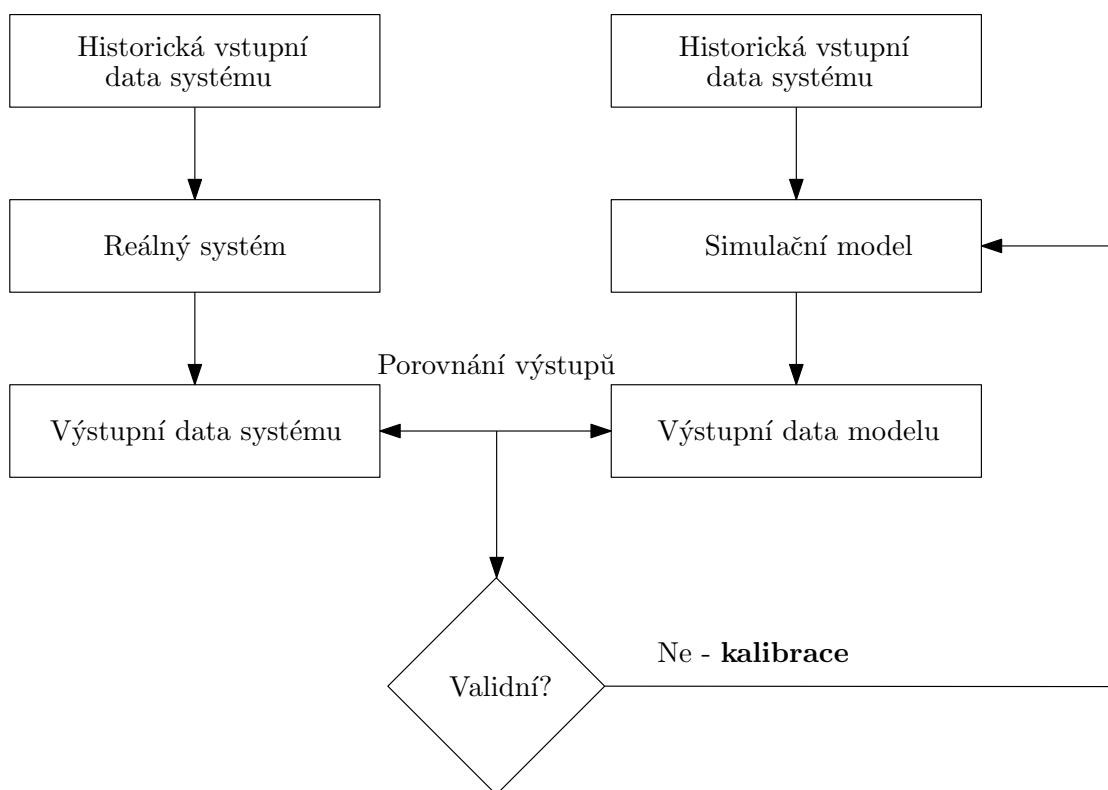 Historická vstupní
data systému
Historická vstupní
data systému
Reálný systém
Simulační model
Porovnání výstupŭ
Výstupní data systému
Výstupní data modelu
Ne - kalibrace
Validní?